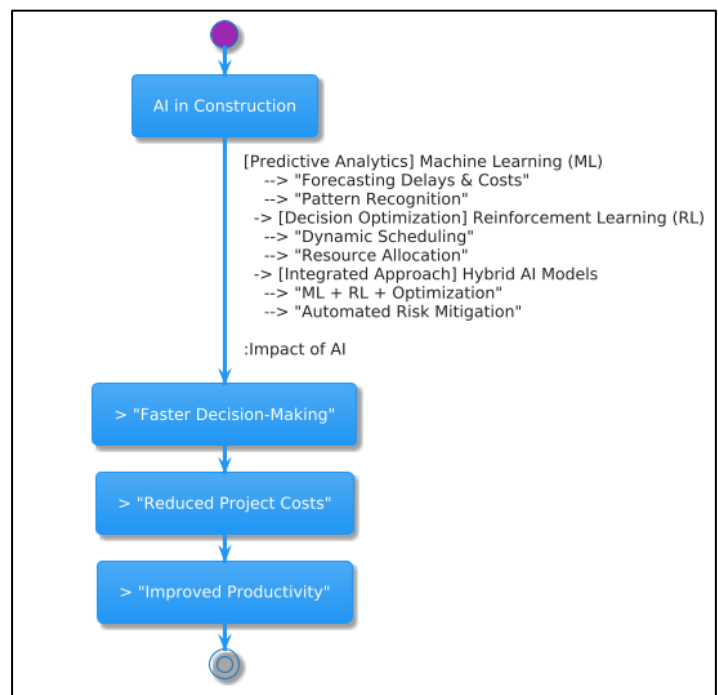 AI in Construction
[Predictive Analytics] Machine Learning (ML)
--> "Forecasting Delays & Costs"
--> "Pattern Recognition"
-> [Decision Optimization] Reinforcement Learning (RL)
--> "Dynamic Scheduling"
--> "Resource Allocation"
-> [Integrated Approach] Hybrid AI Models
--> "ML + RL + Optimization"
--> "Automated Risk Mitigation"
:Impact of AI
> "Faster Decision-Making"
> "Reduced Project Costs"
> "Improved Productivity"